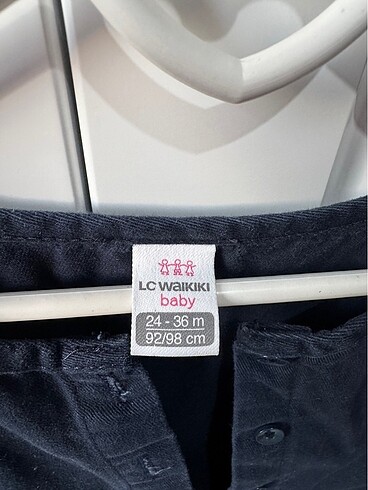 LC WAIKIKI
baby
24 - 36 m
92/98 cm